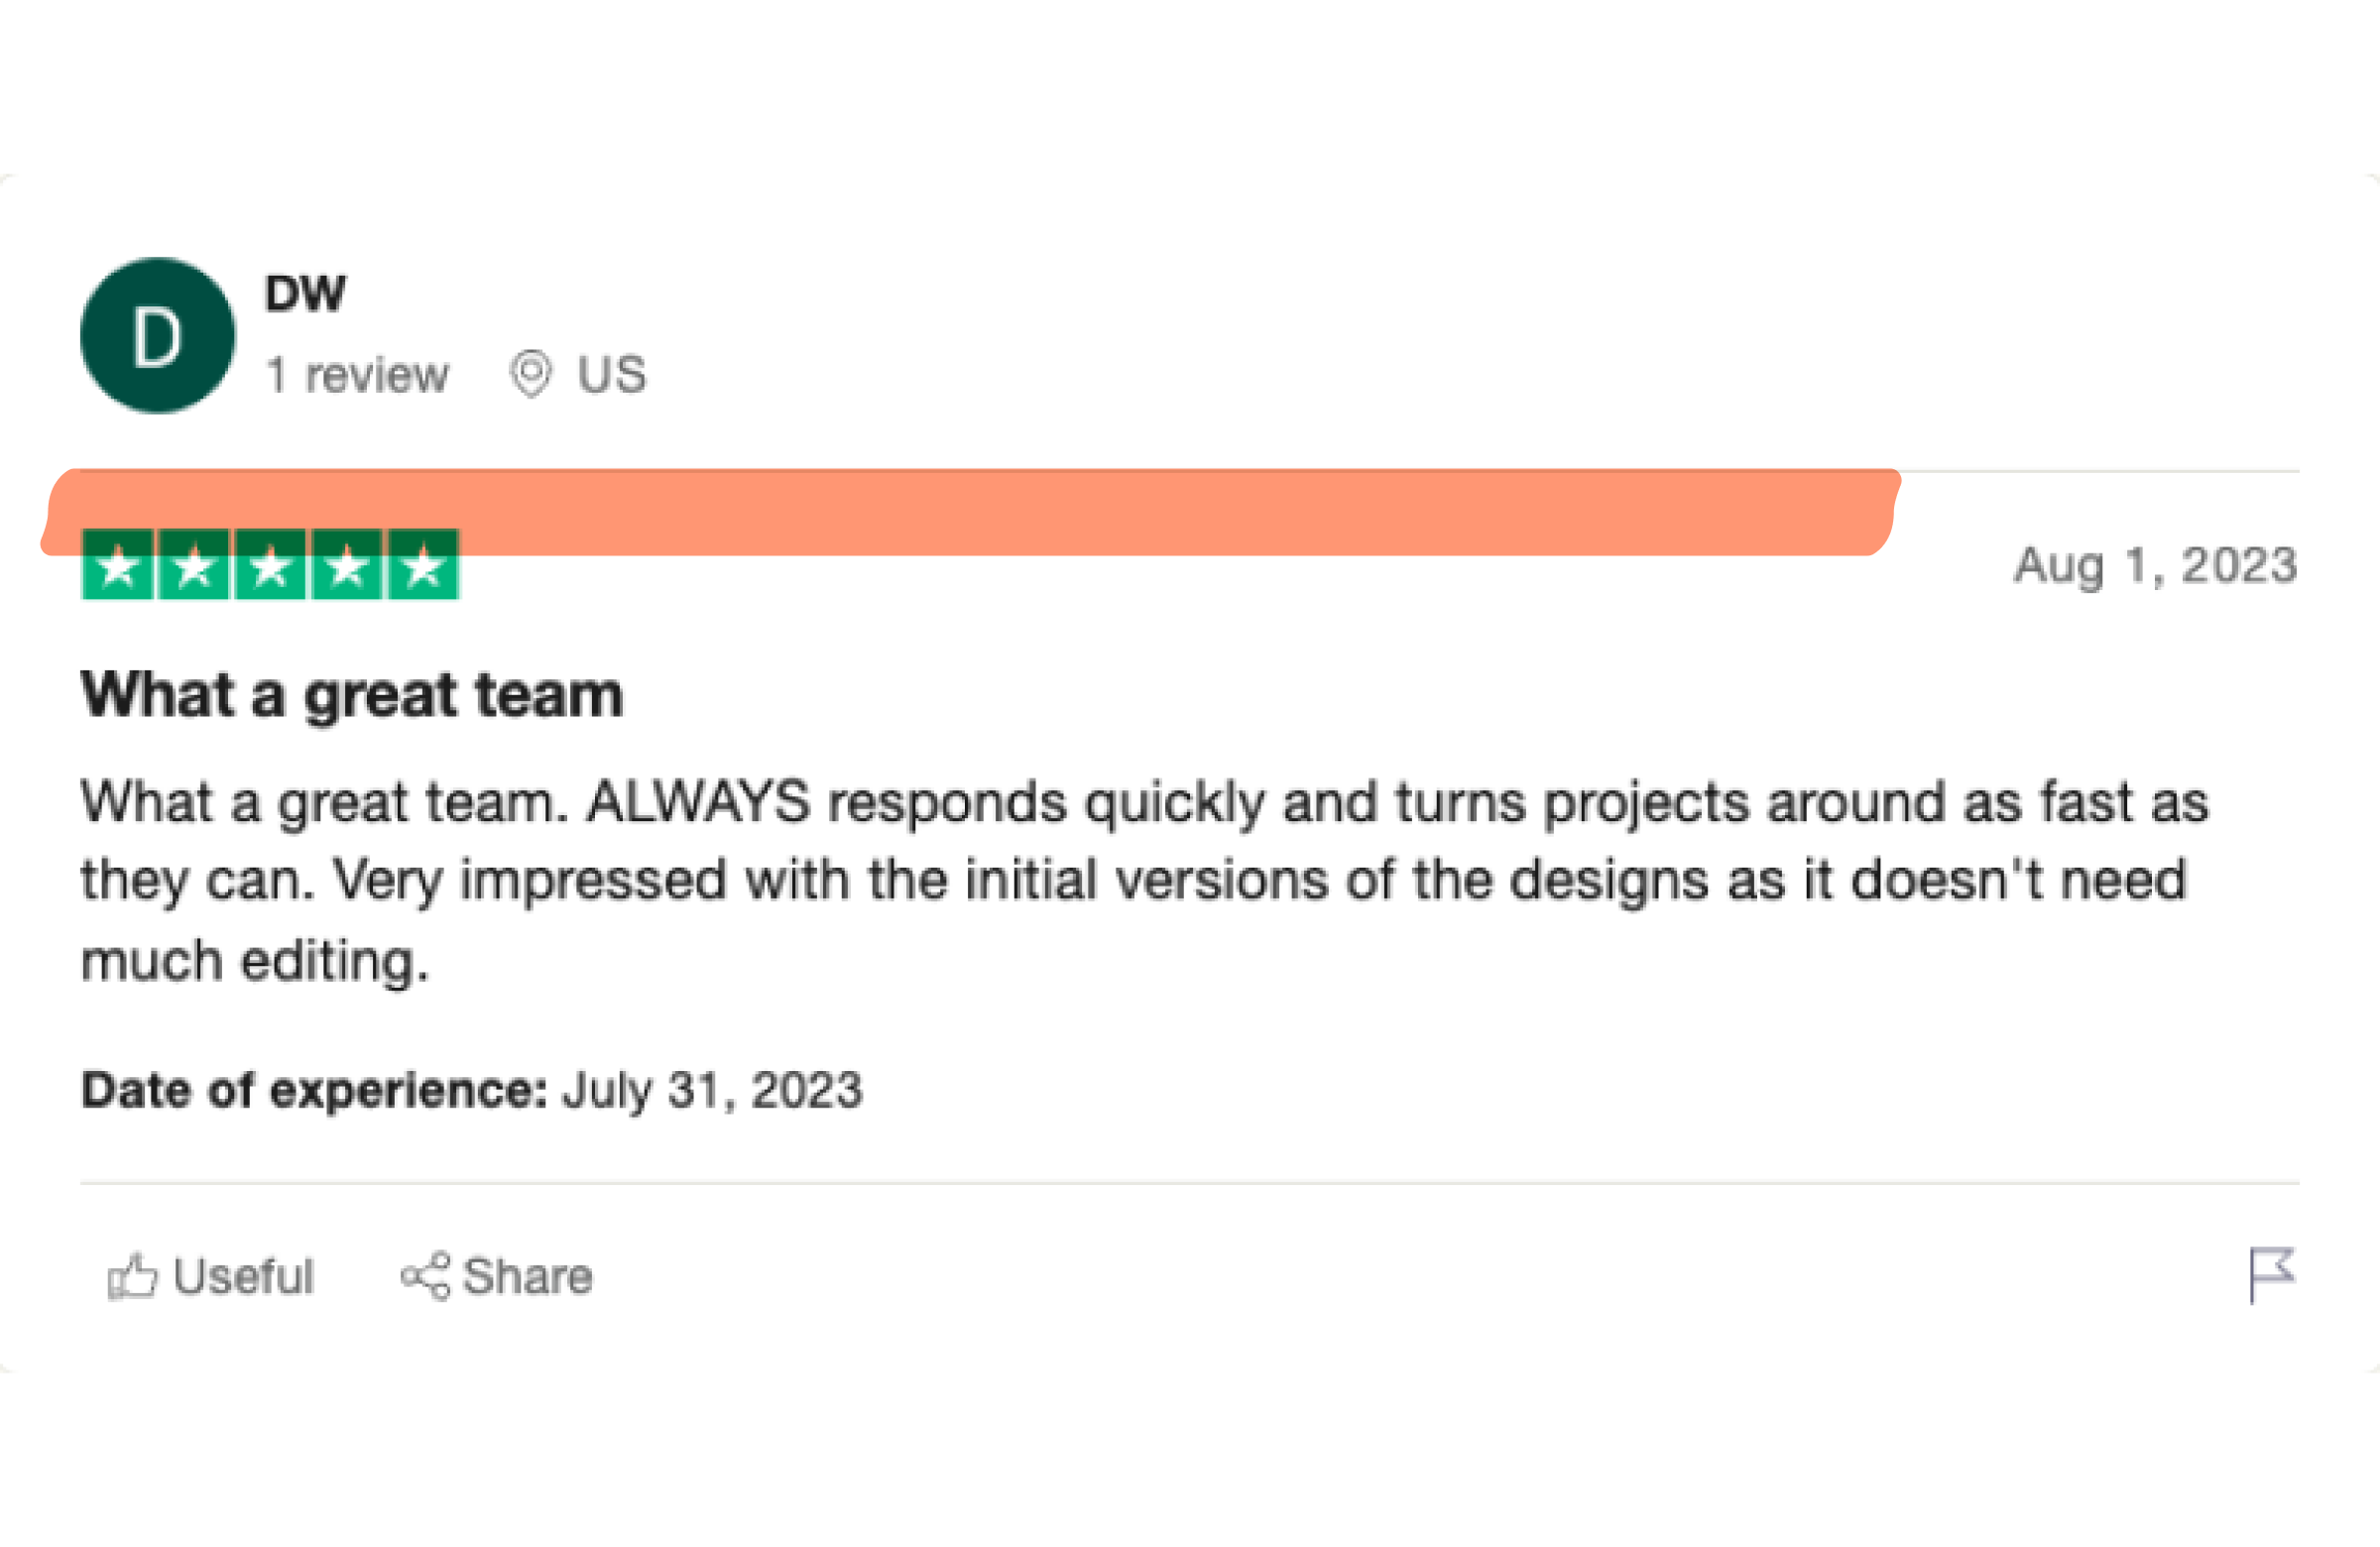 D
DW
1 review US
Aug 1, 2023
What a great team
What a great team. ALWAYS responds quickly and turns projects around as fast as
they can. Very impressed with the initial versions of the designs as it doesn't need
much editing.
Date of experience: July 31, 2023
Useful Share